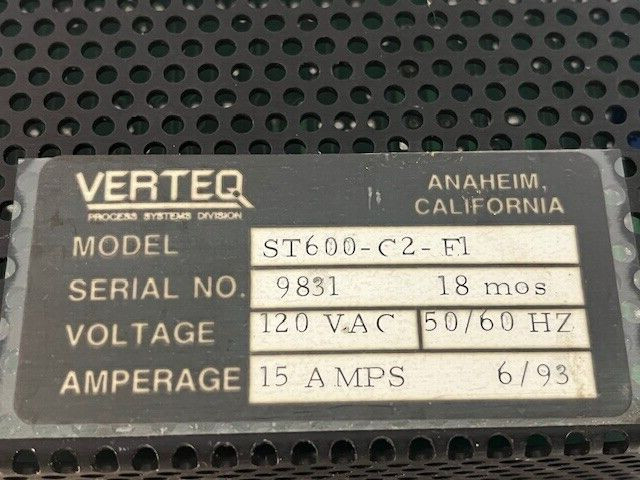 VERTEQ
PROCESS SYSTEMS DIVISION
ANAHEIM,
CALIFORNIA
MODEL ST600-C2-F1
SERIAL NO. 9831 18 mos
VOLTAGE 120 VAC 50/60 HZ
AMPERAGE 15 AMPS 6/93